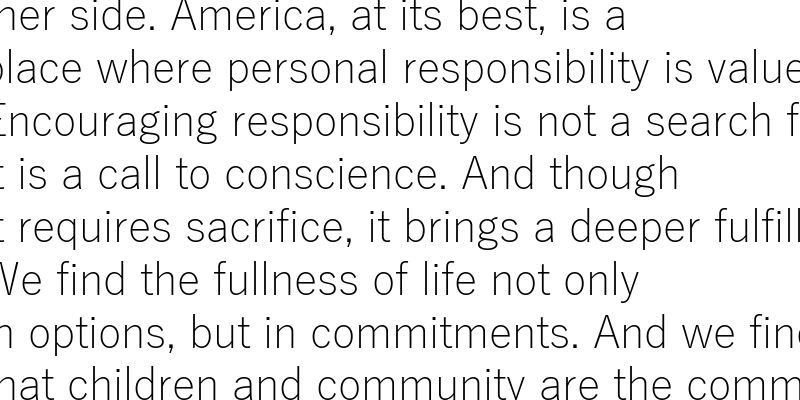 her side. America, at its best, is a
place where personal responsibility is value
Encouraging responsibility is not a search f
t is a call to conscience. And though
t requires sacrifice, it brings a deeper fulfill
We find the fullness of life not only
n options, but in commitments. And we find
hat children and community are the comm